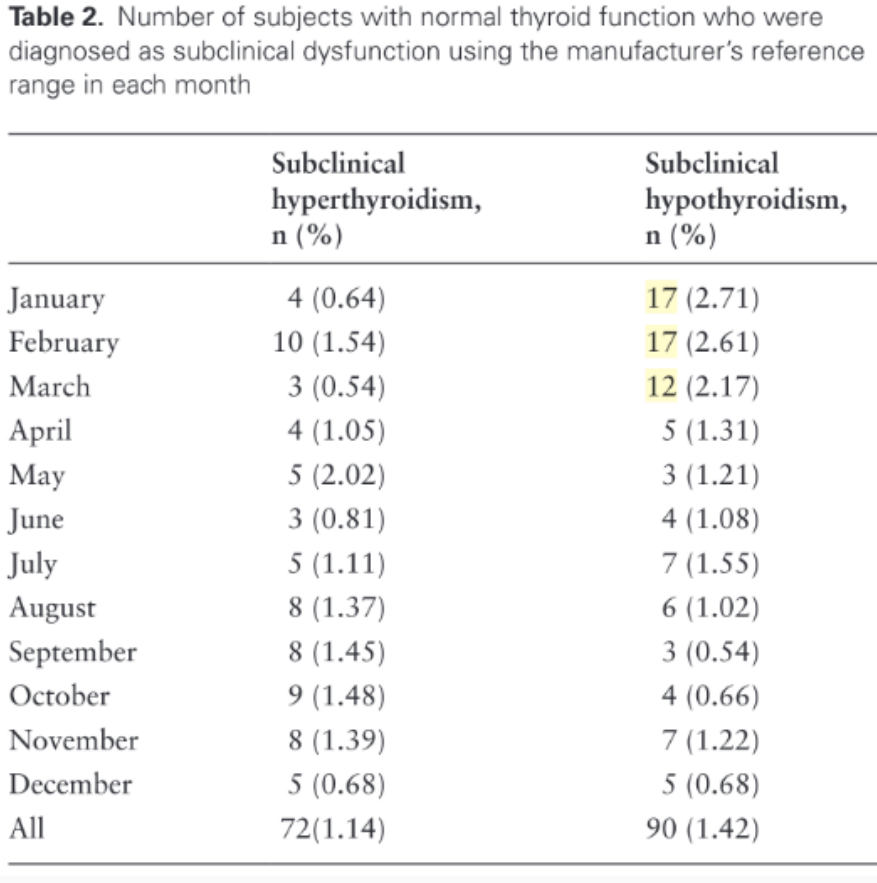 Table 2. Number of subjects with normal thyroid function who were
diagnosed as subclinical dysfunction using the manufacturer's reference
range in each month
Subclinical hyperthyroidism, n (%) Subclinical hypothyroidism, n (%)
January 4 (0.64) 17 (2.71)
February 10 (1.54) 17 (2.61)
March 3 (0.54) 12 (2.17)
April 4 (1.05) 5 (1.31)
May 5 (2.02) 3 (1.21)
June 3 (0.81) 4 (1.08)
July 5 (1.11) 7 (1.55)
August 8 (1.37) 6 (1.02)
September 8 (1.45) 3 (0.54)
October 9 (1.48) 4 (0.66)
November 8 (1.39) 7 (1.22)
December 5 (0.68) 5 (0.68)
All 72(1.14) 90 (1.42)